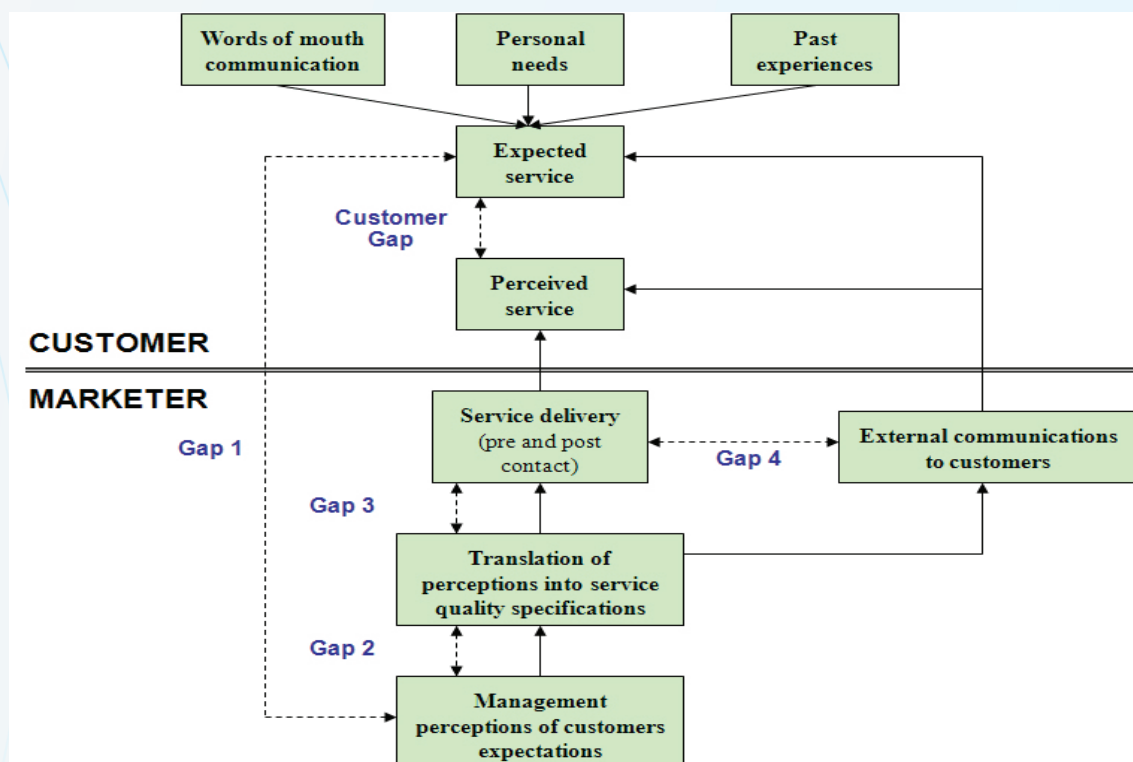 Words of mouth
communication
Personal
needs
Past
experiences
Expected
service
Customer
Gap
Perceived
service
CUSTOMER
MARKETER
Service delivery
(pre and post
contact)
Gap 1
Gap 4
External communications
to customers
Gap 3
Translation of
perceptions into service
quality specifications
Gap 2
Management
perceptions of customers
expectations